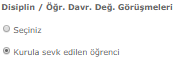 Disiplin / Öğr. Davr. Değ. Görüşmeleri
Seçiniz
Kurula sevk edilen öğrenci